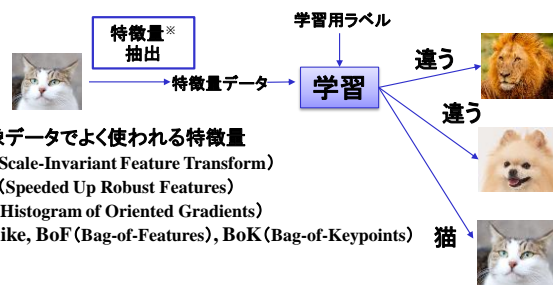 特徴量※
抽出
学習用ラベル
特徴量データ
学習
違う
違う
猫
データでよく使われる特徴量
Scale-Invariant Feature Transform）
（Speeded Up Robust Features）
Histogram of Oriented Gradients）
ike, BoF（Bag-of-Features）, BoK（Bag-of-Keypoints）